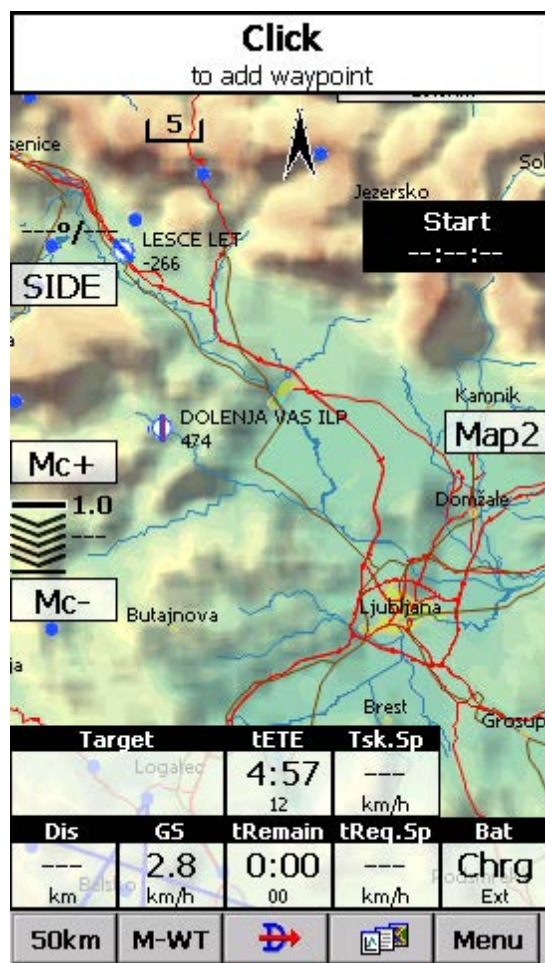 Click
to add waypoint
5
senice
Jezersko
Sol
Start
--:--:--
---°/---
LESCE LET
-266
SIDE
Kamnik
DOLENJA VAS ILP
474
Map2
Mc+
1.0
---
Domžale
Mc-
Butajnova
Ljubljana
ja
Brest
Grosup
Target
tETE
Tsk.Sp
Logatec
4:57
12
---
km/h
Dis
GS
tRemain
tReq.Sp
Bat
---
km
2.8
km/h
0:00
00
---
km/h
Chrg
Ext
50km
M-WT
Menu